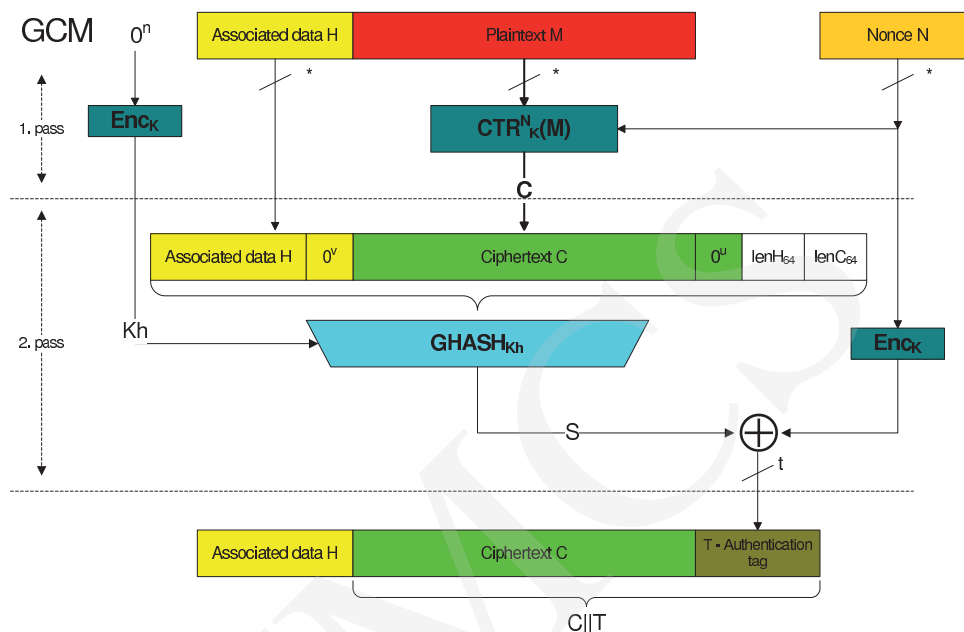 GCM
0ⁿ
Associated data H
Plaintext M
Nonce N
*
*
*
1. pass
Enc_K
CTR^N_K(M)
C
Associated data H
0^v
Ciphertext C
0^u
lenH₆₄
lenC₆₄
2. pass
Kh
GHASH_Kh
Enc_K
S
t
Associated data H
Ciphertext C
T - Authentication
tag
C||T